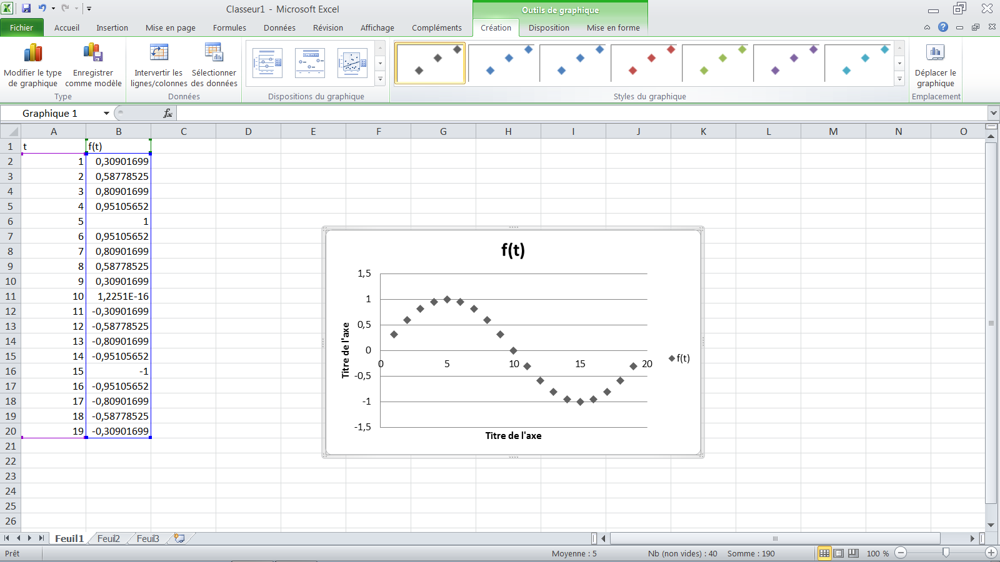 Classeur1 - Microsoft Excel
Outils de graphique
Fichier Accueil Insertion Mise en page Formules Données Révision Affichage Compléments Création Disposition Mise en forme
Modifier le type de graphique
Enregistrer comme modèle
Intervertir les lignes/colonnes
Sélectionner des données
Déplacer le graphique
Type Données Dispositions du graphique Styles du graphique Emplacement
Graphique 1 fx
A B C D E F G H I J K L M N O
1 t f(t)
2 1 0,30901699
3 2 0,58778525
4 3 0,80901699
5 4 0,95105652
6 5 1
7 6 0,95105652
8 7 0,80901699
9 8 0,58778525
10 9 0,30901699
11 10 1,2251E-16
12 11 -0,30901699
13 12 -0,58778525
14 13 -0,80901699
15 14 -0,95105652
16 15 -1
17 16 -0,95105652
18 17 -0,80901699
19 18 -0,58778525
20 19 -0,30901699
21
22
23
24
25
26
f(t)
1,5
1
0,5
0
-0,5
-1
-1,5
0 5 10 15 20
Titre de l'axe
Titre de l'axe
f(t)
Feuil1 Feuil2 Feuil3
Prêt Moyenne : 5 Nb (non vides) : 40 Somme : 190 100 %